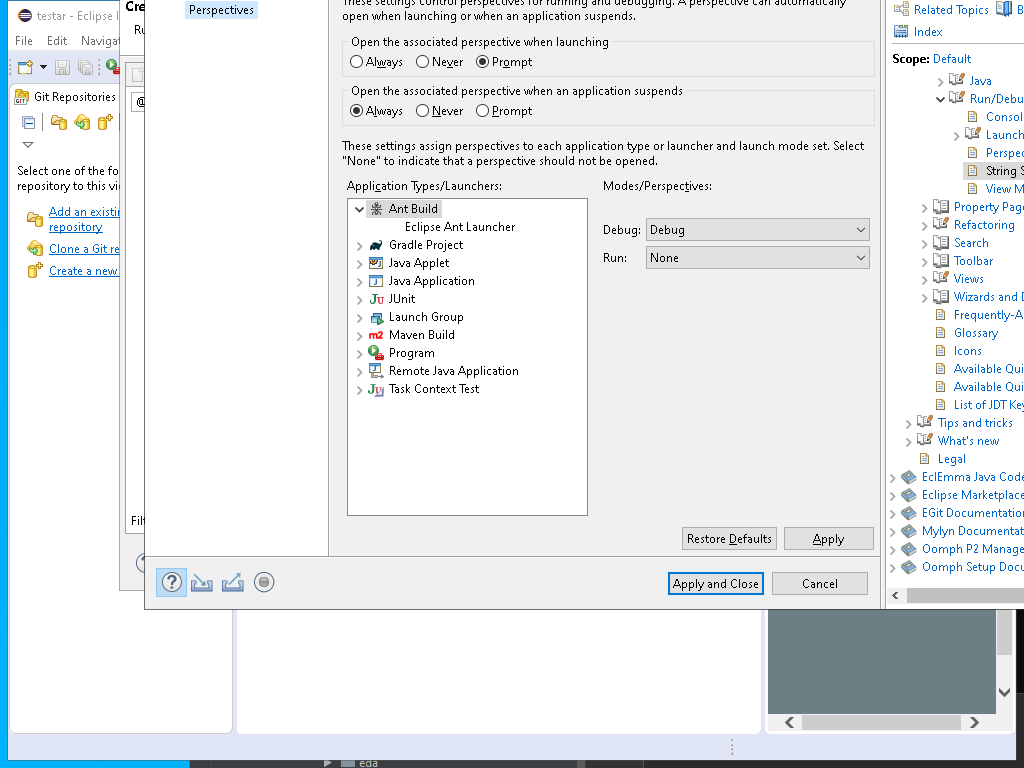 testar - Eclipse I
File
Edit
Naviga
Git Repositories
Select one of the fo
repository to this vi
Add an existin
repository
Clone a Git re
Create a new
Cre
Ru
@
Filt
Perspectives
These settings control perspectives for running and debugging. A perspective can automatically
open when launching or when an application suspends.
Open the associated perspective when launching
Always
Never
Prompt
Open the associated perspective when an application suspends
Always
Never
Prompt
These settings assign perspectives to each application type or launcher and launch mode set. Select
"None" to indicate that a perspective should not be opened.
Application Types/Launchers:
Ant Build
Eclipse Ant Launcher
Gradle Project
Java Applet
Java Application
JUnit
Launch Group
Maven Build
Program
Remote Java Application
Task Context Test
Modes/Perspectives:
Debug:
Debug
Run:
None
Restore Defaults
Apply
Apply and Close
Cancel
Related Topics
B
Index
Scope: Default
Java
Run/Debu
Consol
Launch
Perspec
String S
View M
Property Page
Refactoring
Search
Toolbar
Views
Wizards and D
Frequently-A
Glossary
Icons
Available Qui
Available Qui
List of JDT Key
Tips and tricks
What's new
Legal
EclEmma Java Code
Eclipse Marketplace
EGit Documentation
Mylyn Documentat
Oomph P2 Manage
Oomph Setup Docu
eda